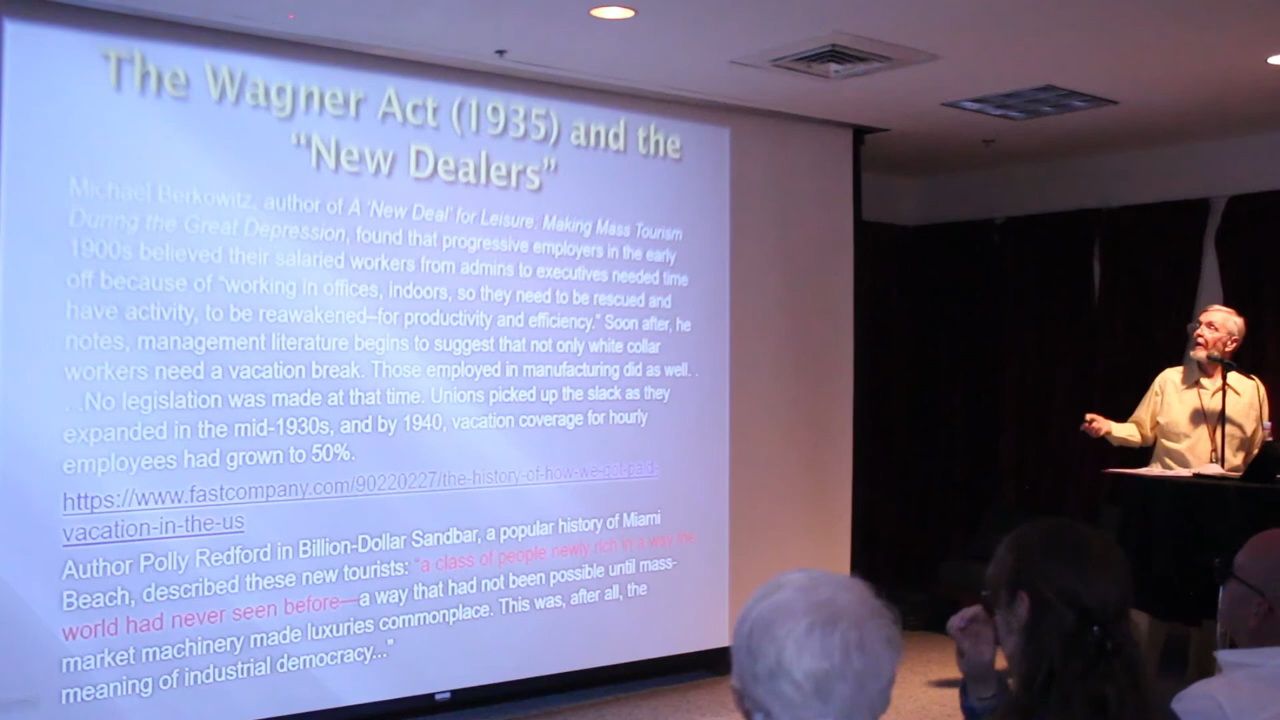 The Wagner Act (1935) and the
“New Dealers”
Michael Berkowitz, author of A ‘New Deal’ for Leisure: Making Mass Tourism
During the Great Depression, found that progressive employers in the early
1900s believed their salaried workers from admins to executives needed time
off because of “working in offices, indoors, so they need to be rescued and
have activity, to be reawakened–for productivity and efficiency.” Soon after, he
notes, management literature begins to suggest that not only white collar
workers need a vacation break. Those employed in manufacturing did as well. .
. .No legislation was made at that time. Unions picked up the slack as they
expanded in the mid-1930s, and by 1940, vacation coverage for hourly
employees had grown to 50%.
https://www.fastcompany.com/90220227/the-history-of-how-we-got-paid-
vacation-in-the-us
Author Polly Redford in Billion-Dollar Sandbar, a popular history of Miami
Beach, described these new tourists: “a class of people newly rich in a way the
world had never seen before—a way that had not been possible until mass-
market machinery made luxuries commonplace. This was, after all, the
meaning of industrial democracy...”